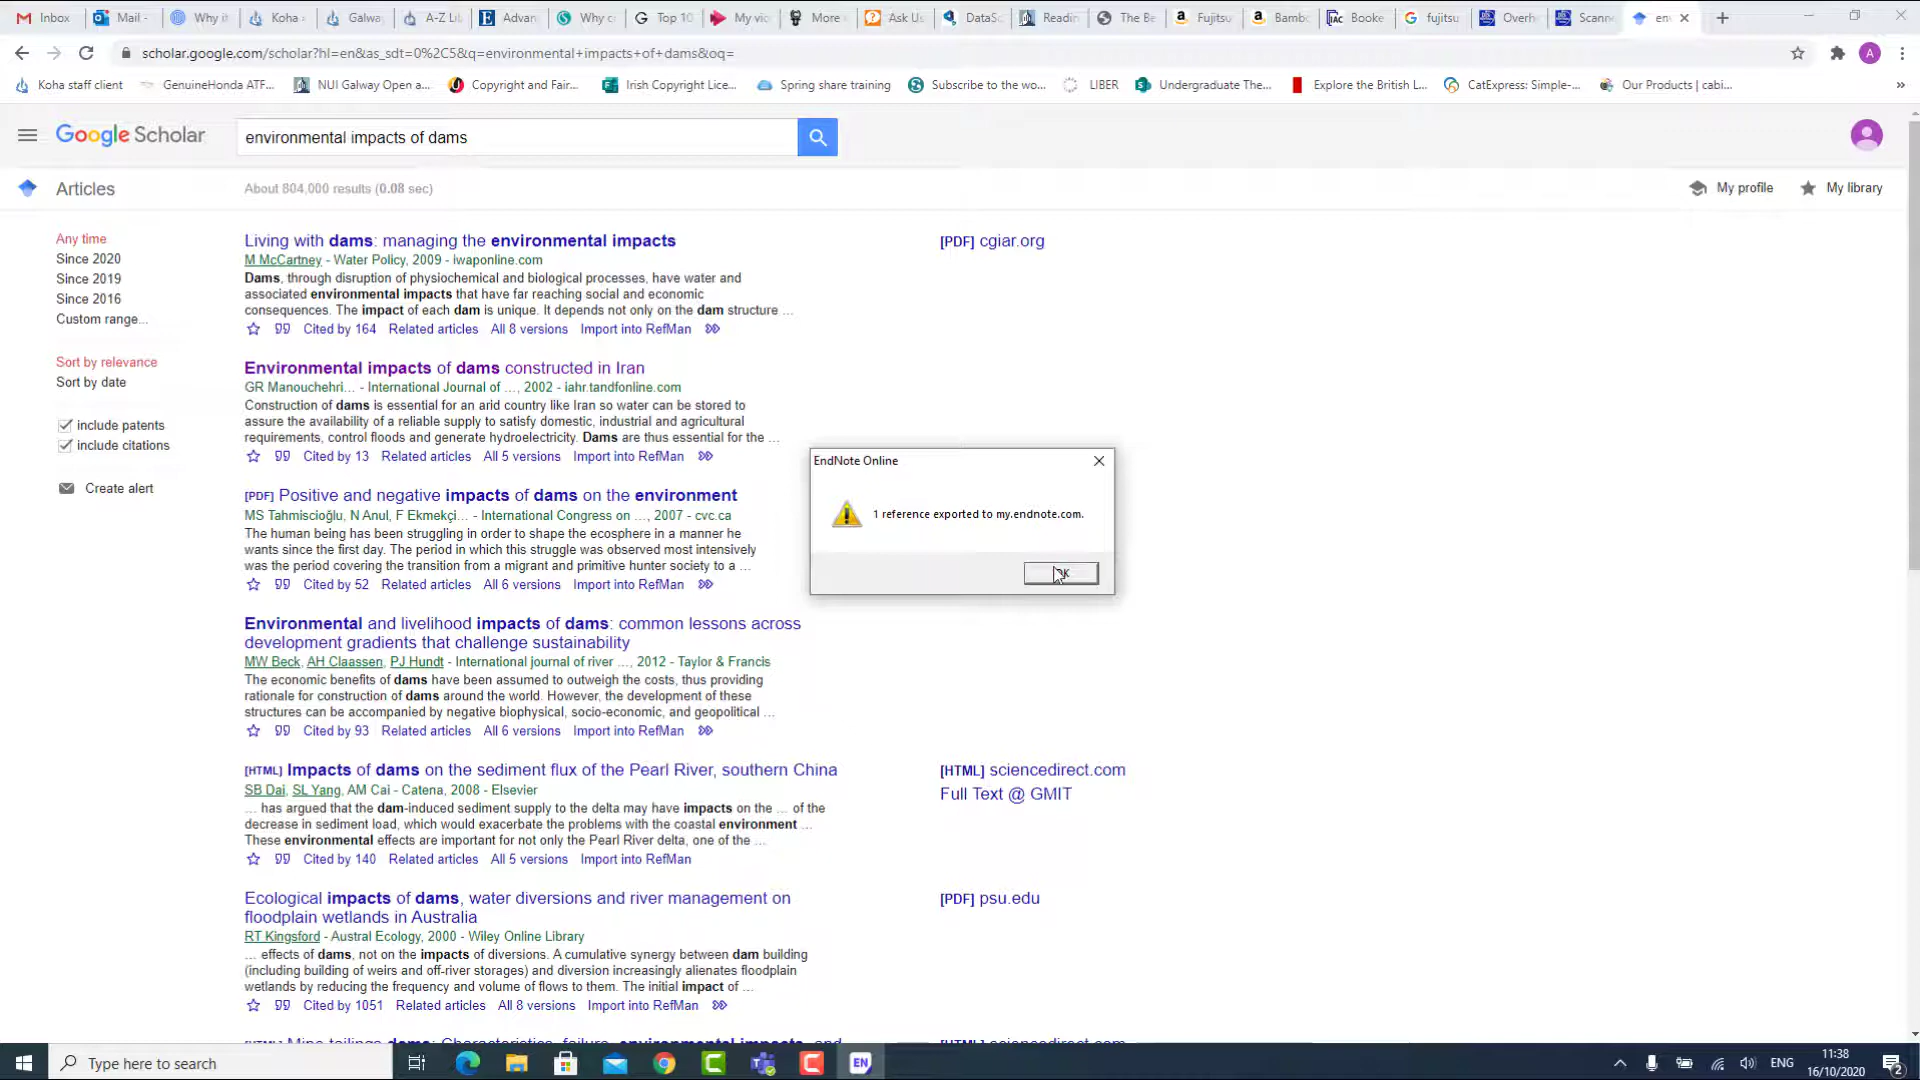 Inbox
Mail -
Why it
Koha
Galwa
A-Z Li
Advan
Why c
Top 10
My vi
More
Ask Us
DataS
Readin
The Be
Fujitsu
Bamb
Booke
fujitsu
Overh
Scann
en
scholar.google.com/scholar?hl=en&as_sdt=0%2C5&q=environmental+impacts+of+dams&oq=
A
Koha staff client
GenuineHonda ATF...
NUI Galway Open a...
Copyright and Fair...
Irish Copyright Lice...
Spring share training
Subscribe to the wo...
LIBER
Undergraduate The...
Explore the British L...
CatExpress: Simple-...
Our Products | cabi...
»
Google Scholar
environmental impacts of dams
Articles
About 804,000 results (0.08 sec)
My profile
My library
Any time
Since 2020
Since 2019
Since 2016
Custom range...
Sort by relevance
Sort by date
include patents
include citations
Create alert
Living with dams: managing the environmental impacts
[PDF] cgiar.org
M McCartney - Water Policy, 2009 - iwaponline.com
Dams, through disruption of physiochemical and biological processes, have water and
associated environmental impacts that have far reaching social and economic
consequences. The impact of each dam is unique. It depends not only on the dam structure ...
Cited by 164 Related articles All 8 versions Import into RefMan
Environmental impacts of dams constructed in Iran
GR Manouchehri... - International Journal of ..., 2002 - iahr.tandfonline.com
Construction of dams is essential for an arid country like Iran so water can be stored to
assure the availability of a reliable supply to satisfy domestic, industrial and agricultural
requirements, control floods and generate hydroelectricity. Dams are thus essential for the ...
Cited by 13 Related articles All 5 versions Import into RefMan
[PDF] Positive and negative impacts of dams on the environment
MS Tahmiscioğlu, N Anul, F Ekmekçi... - International Congress on ..., 2007 - cvc.ca
The human being has been struggling in order to shape the ecosphere in a manner he
wants since the first day. The period in which this struggle was observed most intensively
was the period covering the transition from a migrant and primitive hunter society to a ...
Cited by 52 Related articles All 6 versions Import into RefMan
EndNote Online
1 reference exported to my.endnote.com.
Environmental and livelihood impacts of dams: common lessons across
development gradients that challenge sustainability
MW Beck, AH Claassen, PJ Hundt - International journal of river ..., 2012 - Taylor & Francis
The economic benefits of dams have been assumed to outweigh the costs, thus providing
rationale for construction of dams around the world. However, the development of these
structures can be accompanied by negative biophysical, socio-economic, and geopolitical ...
Cited by 93 Related articles All 6 versions Import into RefMan
[HTML] Impacts of dams on the sediment flux of the Pearl River, southern China
[HTML] sciencedirect.com
Full Text @ GMIT
SB Dai, SL Yang, AM Cai - Catena, 2008 - Elsevier
... has argued that the dam-induced sediment supply to the delta may have impacts on the ... of the
decrease in sediment load, which would exacerbate the problems with the coastal environment ...
These environmental effects are important for not only the Pearl River delta, one of the ...
Cited by 140 Related articles All 5 versions Import into RefMan
Ecological impacts of dams, water diversions and river management on
floodplain wetlands in Australia
[PDF] psu.edu
RT Kingsford - Austral Ecology, 2000 - Wiley Online Library
... effects of dams, not on the impacts of diversions. A cumulative synergy between dam building
(including building of weirs and off-river storages) and diversion increasingly alienates floodplain
wetlands by reducing the frequency and volume of flows to them. The initial impact of ...
Cited by 1051 Related articles All 8 versions Import into RefMan
Type here to search
EN
ENG
11:38
16/10/2020
2